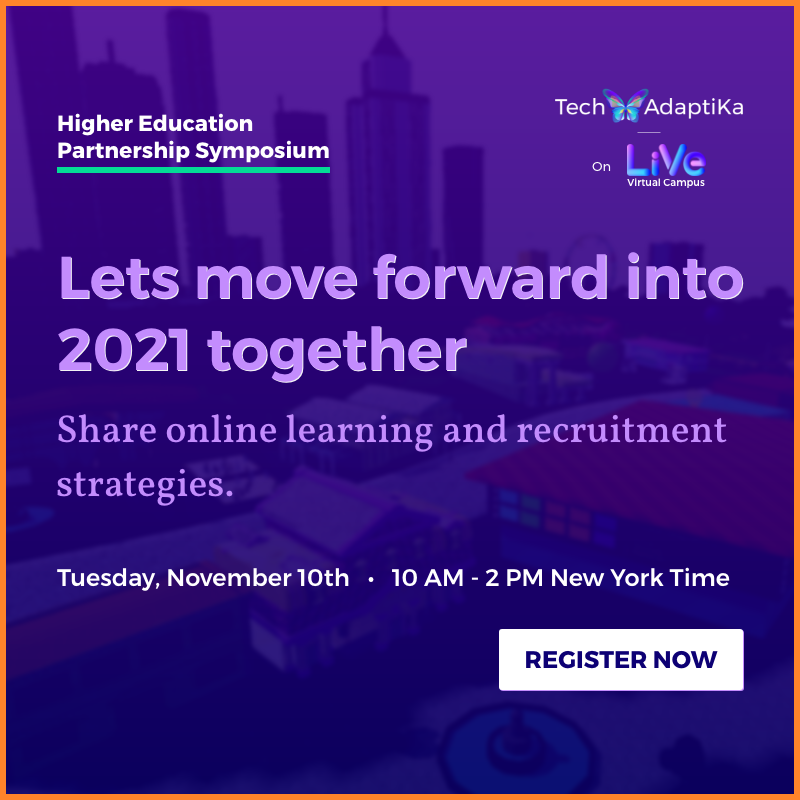 Higher Education
Partnership Symposium
Tech AdaptiKa
On LiVe
Virtual Campus
Lets move forward into
2021 together
Share online learning and recruitment
strategies.
Tuesday, November 10th • 10 AM - 2 PM New York Time
REGISTER NOW